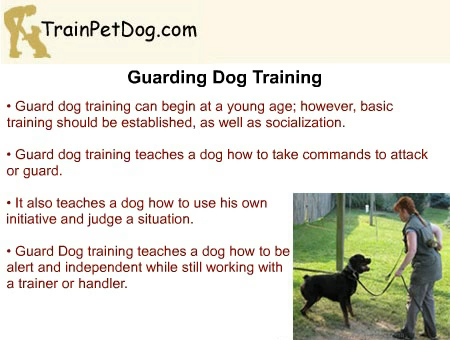 TrainPetDog.com
Guarding Dog Training
• Guard dog training can begin at a young age; however, basic
training should be established, as well as socialization.
• Guard dog training teaches a dog how to take commands to attack
or guard.
• It also teaches a dog how to use his own
initiative and judge a situation.
• Guard Dog training teaches a dog how to be
alert and independent while still working with
a trainer or handler.